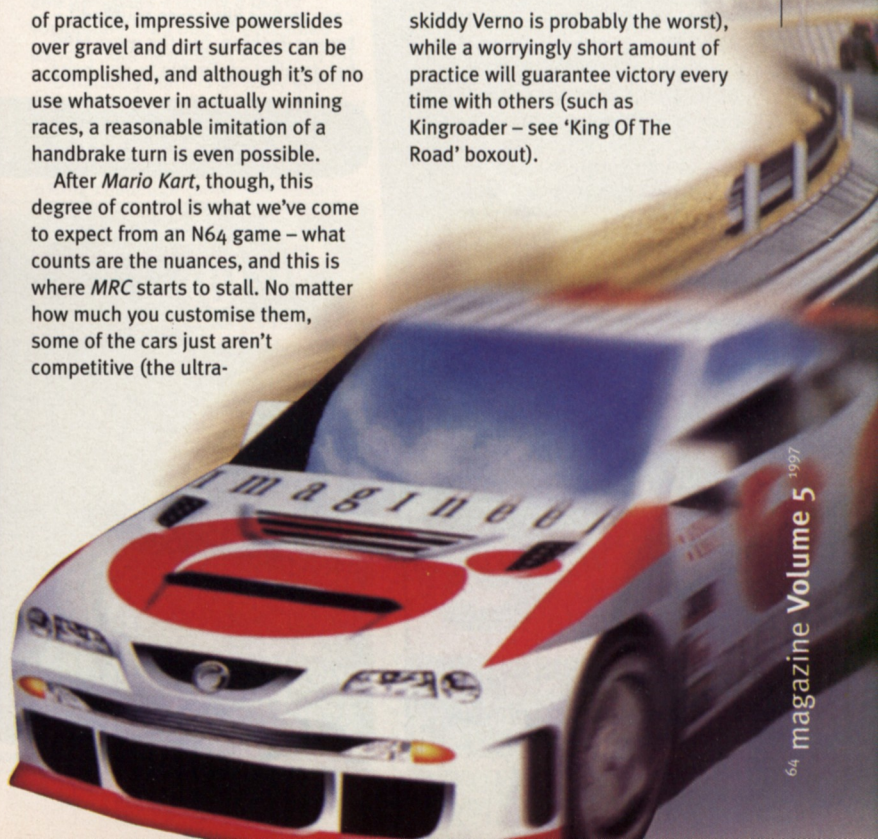 of practice, impressive powerslides
over gravel and dirt surfaces can be
accomplished, and although it's of no
use whatsoever in actually winning
races, a reasonable imitation of a
handbrake turn is even possible.
After Mario Kart, though, this
degree of control is what we've come
to expect from an N64 game – what
counts are the nuances, and this is
where MRC starts to stall. No matter
how much you customise them,
some of the cars just aren't
competitive (the ultra-
skiddy Verno is probably the worst),
while a worryingly short amount of
practice will guarantee victory every
time with others (such as
Kingroader – see ‘King Of The
Road’ boxout).
imagineer
64 magazine Volume 5 1997